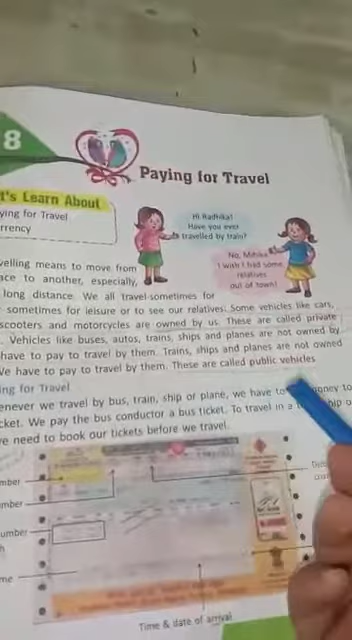 8
Paying for Travel
t's Learn About
ying for Travel
rrency
Hi Radhika!
Have you ever
travelled by train?
No, Mihika
I wish I had some
relatives
out of town!
velling means to move from
ace to another, especially,
long distance. We all travel sometimes for
sometimes for leisure or to see our relatives. Some vehicles like cars,
scooters and motorcycles are owned by us. These are called private
. Vehicles like buses, autos, trains, ships and planes are not owned by
have to pay to travel by them. Trains, ships and planes are not owned
We have to pay to travel by them. These are called public vehicles
ing for Travel
enever we travel by bus, train, ship or plane, we have to money to
cket. We pay the bus conductor a bus ticket. To travel in a ship o
e need to book our tickets before we travel.
mber
mber
umber
h
me
Time & date of arrival